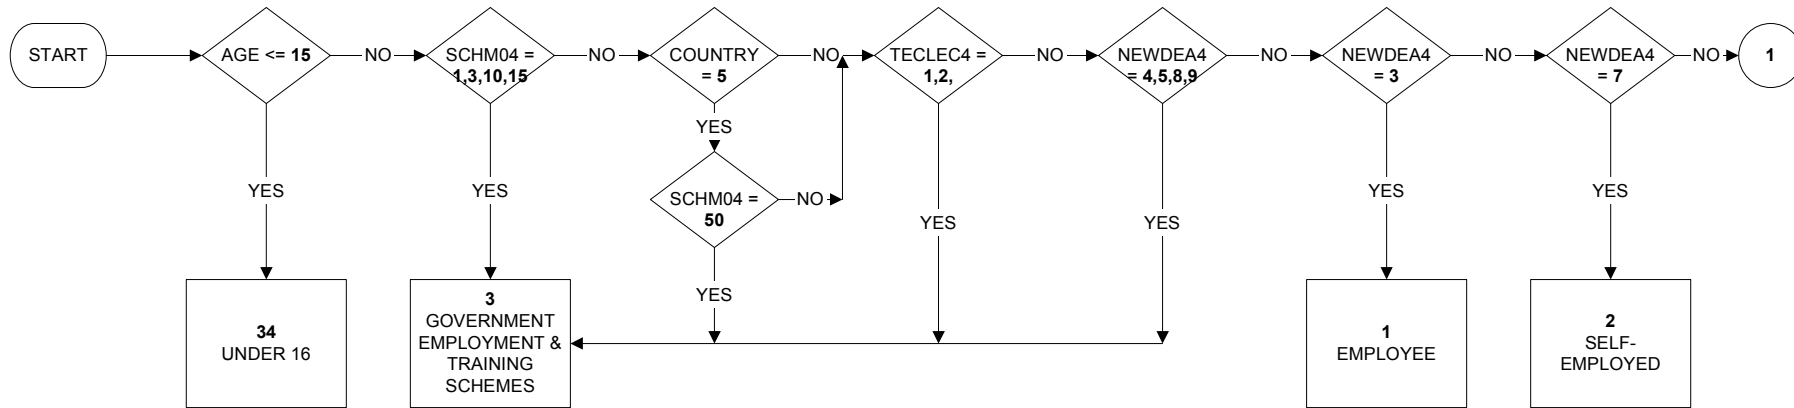 START
AGE <= 15
NO
SCHM04 =
1,3,10,15
NO
COUNTRY
= 5
NO
TECLEC4 =
1,2,
NO
NEWDEA4
= 4,5,8,9
NO
NEWDEA4
= 3
NO
NEWDEA4
= 7
NO
1
YES
SCHM04 =
50
NO
YES
YES
YES
YES
YES
YES
YES
34
UNDER 16
3
GOVERNMENT
EMPLOYMENT &
TRAINING
SCHEMES
1
EMPLOYEE
2
SELF-
EMPLOYED